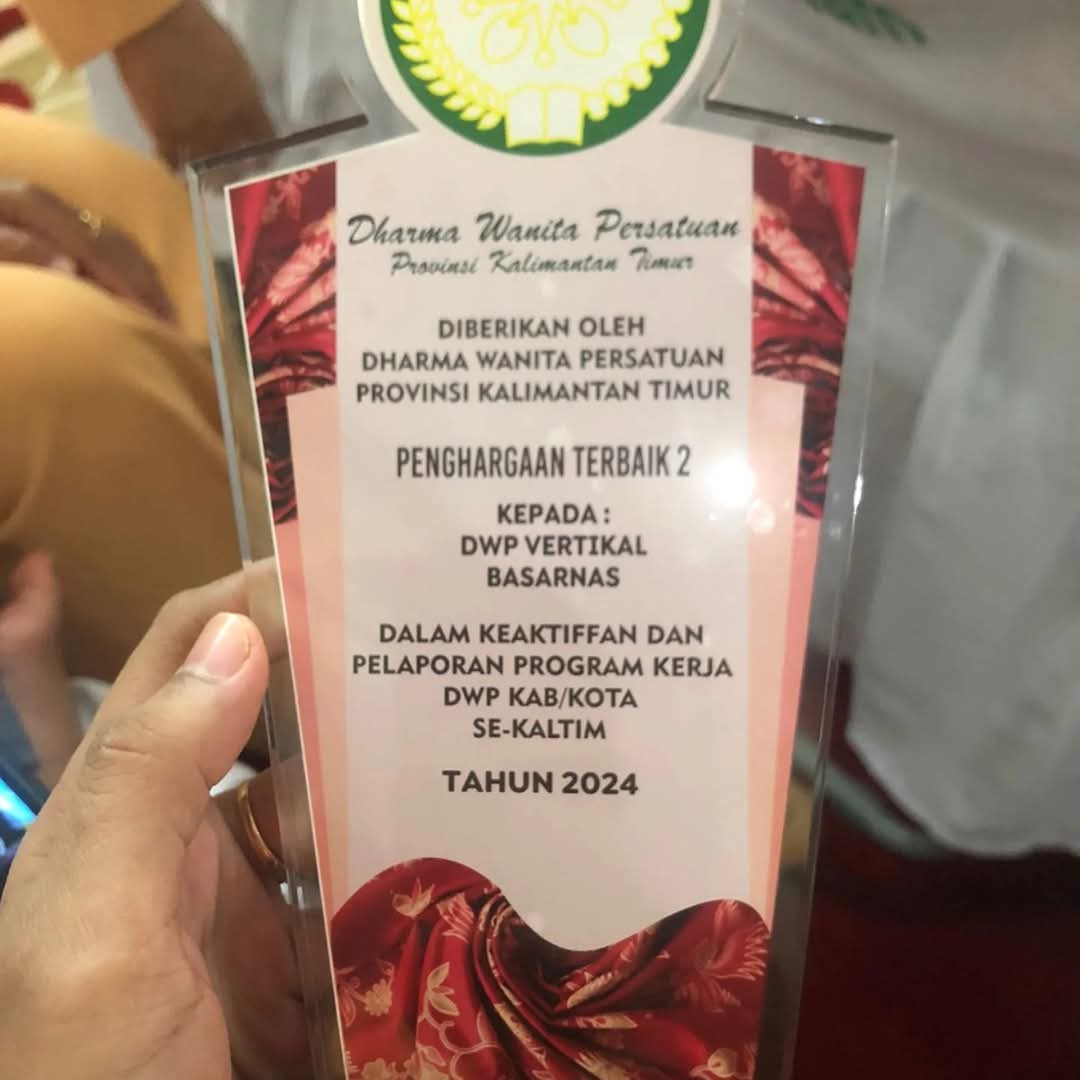 Dharma Wanita Persatuan
Provinsi Kalimantan Timur
DIBERIKAN OLEH
DHARMA WANITA PERSATUAN
PROVINSI KALIMANTAN TIMUR
PENGHARGAAN TERBAIK 2
KEPADA :
DWP VERTIKAL
BASARNAS
DALAM KEAKTIFFAN DAN
PELAPORAN PROGRAM KERJA
DWP KAB/KOTA
SE-KALTIM
TAHUN 2024